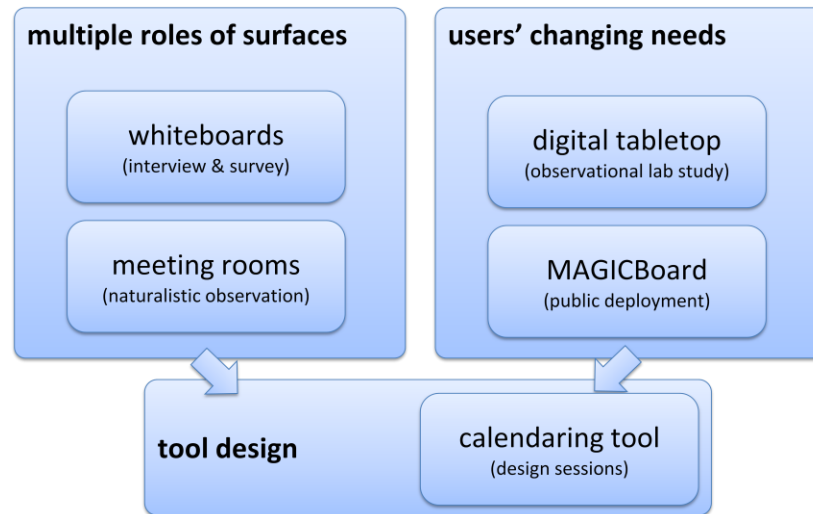 multiple roles of surfaces
whiteboards
(interview & survey)
meeting rooms
(naturalistic observation)
users’ changing needs
digital tabletop
(observational lab study)
MAGICBoard
(public deployment)
tool design
calendaring tool
(design sessions)